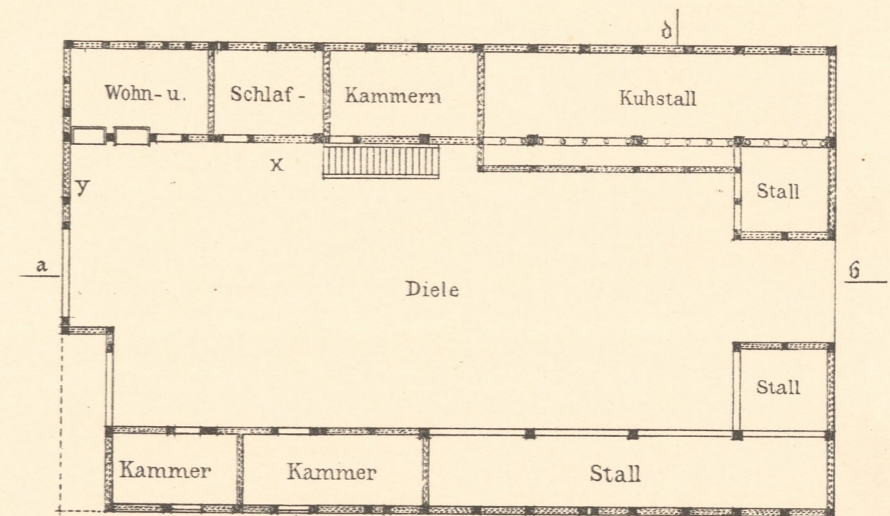 d
Wohn- u. Schlaf- Kammern Kuhstall
x
y
Stall
a
Diele
b
Stall
Kammer Kammer Stall